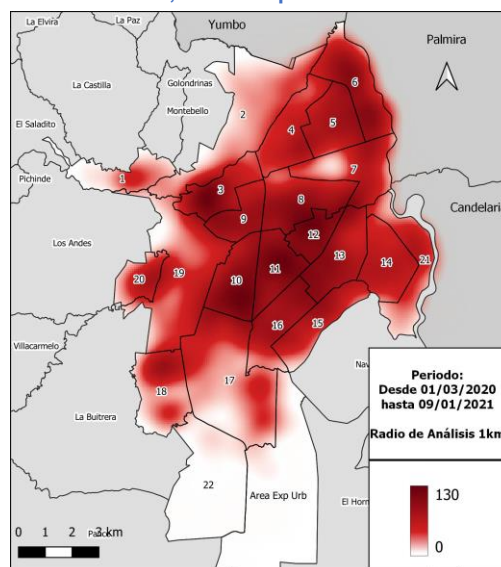 La Elvira
La Paz
Yumbo
Palmira
La Castilla
Golondrinas
Montebello
El Saladito
Pichinde
Candelaria
Los Andes
Villacarmelo
La Buitrera
Area Exp Urb
El Horm
1
2
3
4
5
6
7
8
9
10
11
12
13
14
15
16
17
18
19
20
21
22
Periodo:
Desde 01/03/2020
hasta 09/01/2021
Radio de Análisis 1km
130
0
0 1 2 3 km